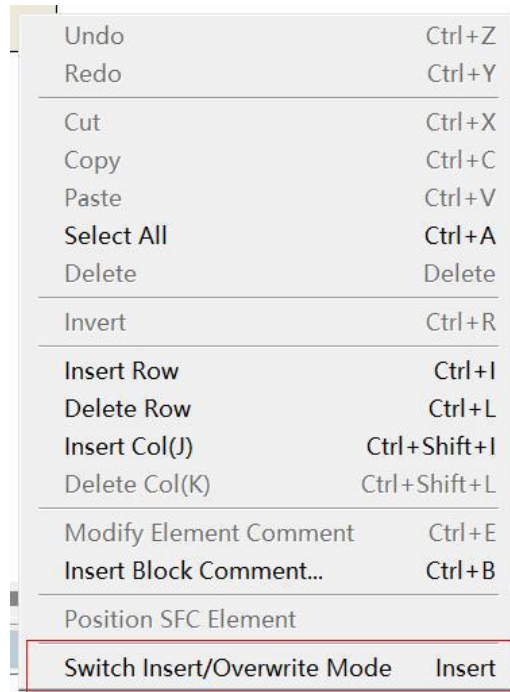 Undo Ctrl+Z
Redo Ctrl+Y
Cut Ctrl+X
Copy Ctrl+C
Paste Ctrl+V
Select All Ctrl+A
Delete Delete
Invert Ctrl+R
Insert Row Ctrl+I
Delete Row Ctrl+L
Insert Col(J) Ctrl+Shift+I
Delete Col(K) Ctrl+Shift+L
Modify Element Comment Ctrl+E
Insert Block Comment... Ctrl+B
Position SFC Element
Switch Insert/Overwrite Mode Insert